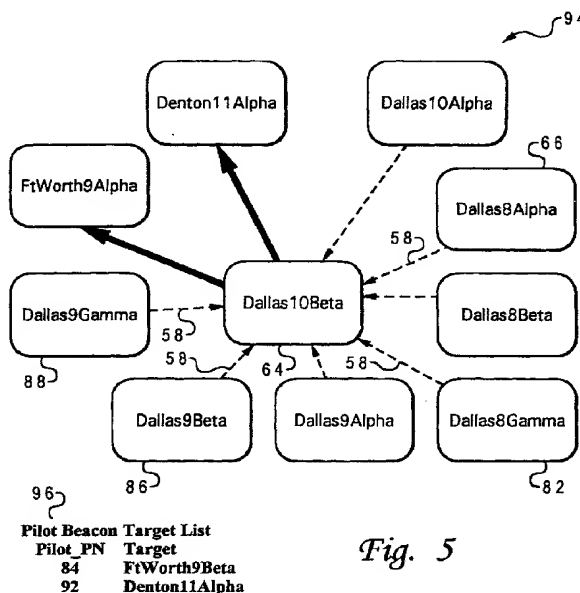 94
Denton11Alpha
Dallas10Alpha
66
FtWorth9Alpha
58
Dallas8Alpha
Dallas9Gamma
58
Dallas10Beta
Dallas8Beta
88
58
64
58
Dallas9Beta
Dallas9Alpha
Dallas8Gamma
86
82
96
Pilot Beacon Target List
Pilot_PN Target
84 FtWorth9Beta
92 Denton11Alpha
Fig. 5